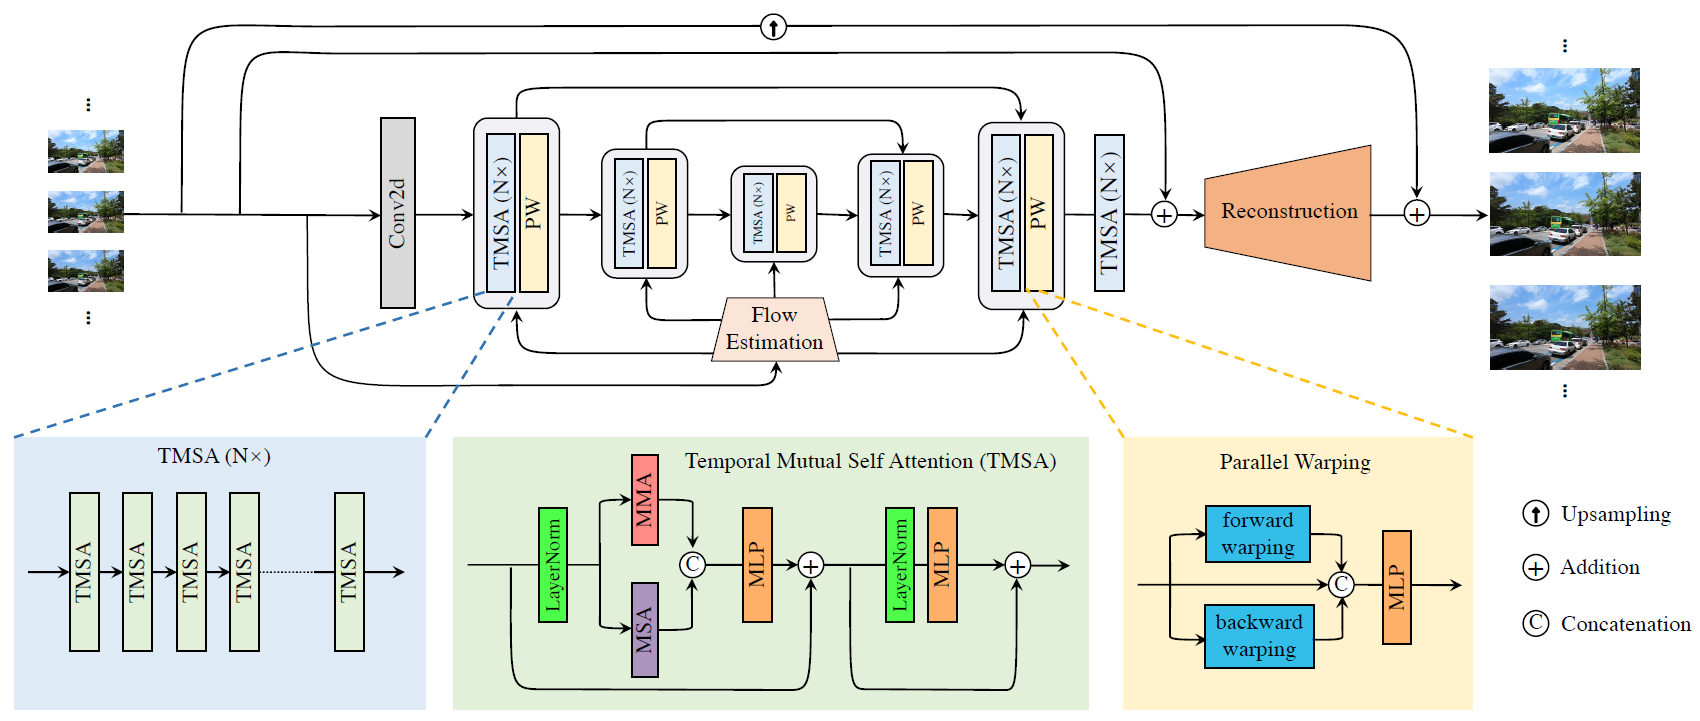 Conv2d
TMSA (N×)
PW
TMSA (N×)
PW
TMSA (N×)
PW
TMSA (N×)
PW
TMSA (N×)
PW
TMSA (N×)
Reconstruction
Flow
Estimation
TMSA (N×)
TMSA
TMSA
TMSA
TMSA
TMSA
Temporal Mutual Self Attention (TMSA)
LayerNorm
MMA
MSA
C
MLP
LayerNorm
MLP
Parallel Warping
forward
warping
backward
warping
C
MLP
Upsampling
Addition
C
Concatenation